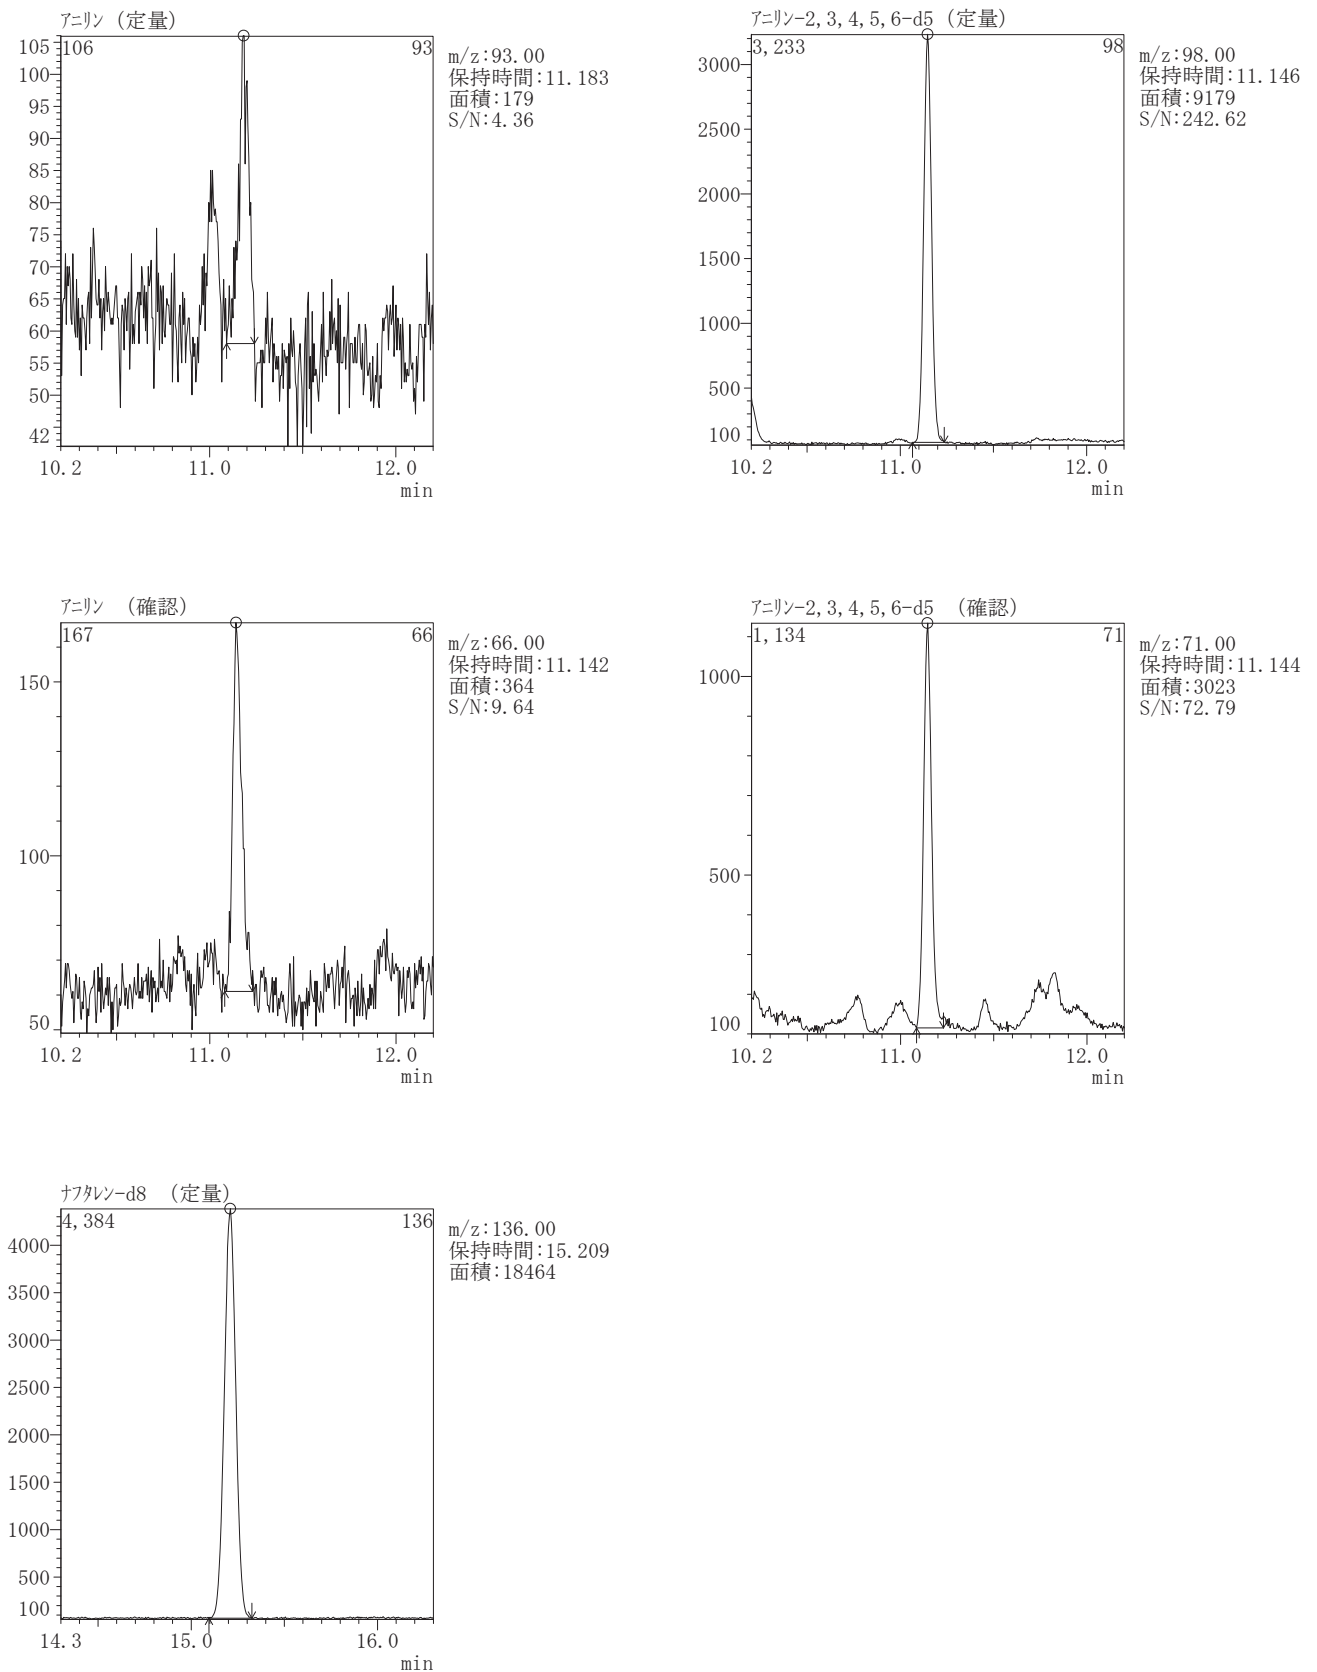 ｱﾆﾘﾝ (定量)
106 93
105
100
95
90
85
80
75
70
65
60
55
50
42
10.2 11.0 12.0
min
m/z:93.00
保持時間:11.183
面積:179
S/N:4.36
ｱﾆﾘﾝ-2,3,4,5,6-d5 (定量)
3,233 98
3000
2500
2000
1500
1000
500
100
10.2 11.0 12.0
min
m/z:98.00
保持時間:11.146
面積:9179
S/N:242.62
ｱﾆﾘﾝ (確認)
167 66
150
100
50
10.2 11.0 12.0
min
m/z:66.00
保持時間:11.142
面積:364
S/N:9.64
ｱﾆﾘﾝ-2,3,4,5,6-d5 (確認)
1,134 71
1000
500
100
10.2 11.0 12.0
min
m/z:71.00
保持時間:11.144
面積:3023
S/N:72.79
ﾅﾌﾀﾚﾝ-d8 (定量)
4,384 136
4000
3500
3000
2500
2000
1500
1000
500
100
14.3 15.0 16.0
min
m/z:136.00
保持時間:15.209
面積:18464